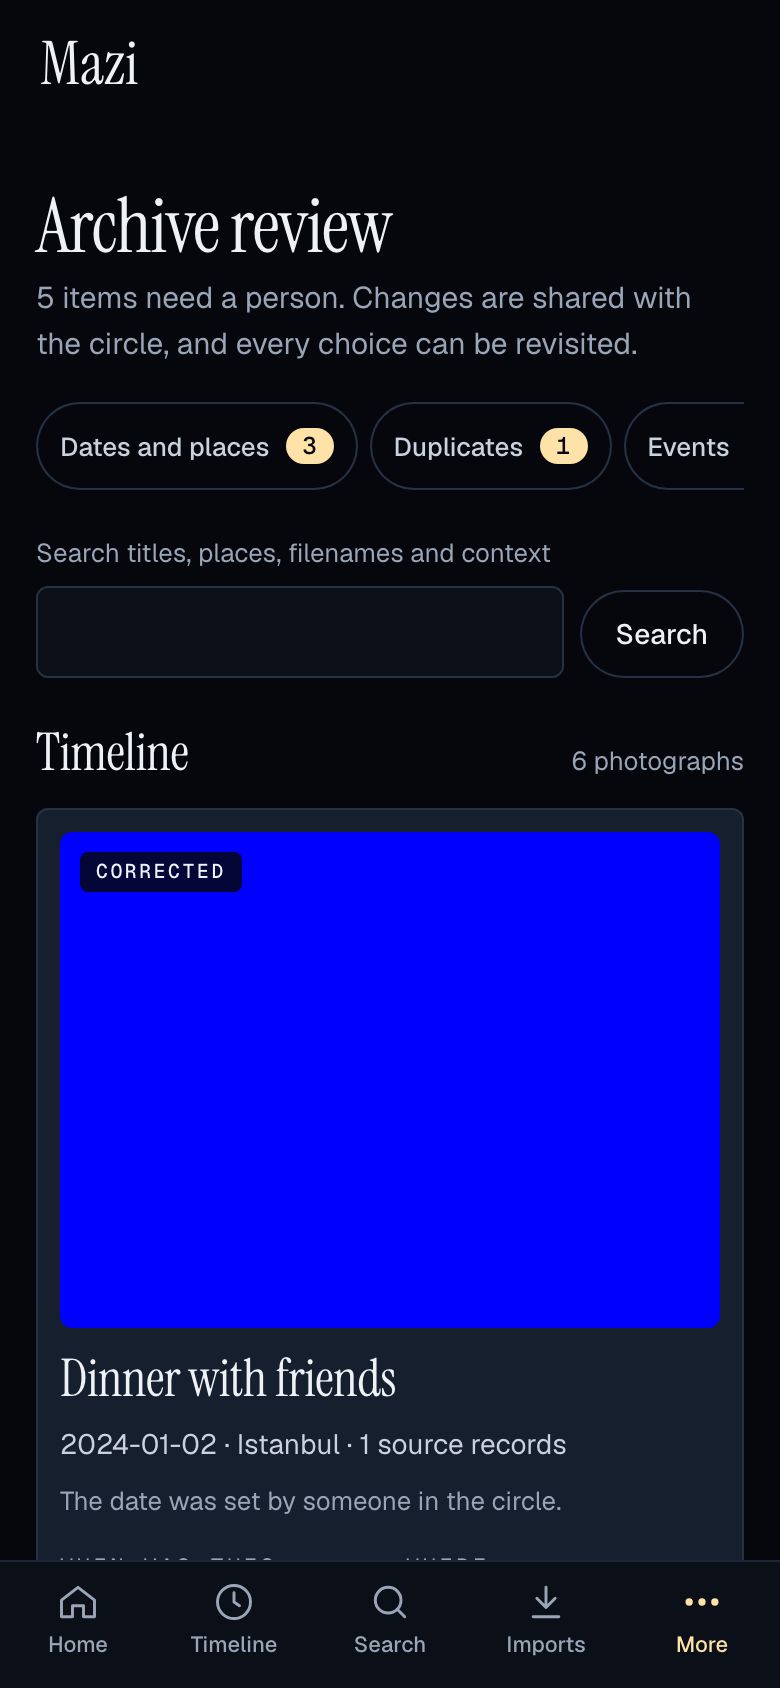 Mazi
Archive review
5 items need a person. Changes are shared with
the circle, and every choice can be revisited.
Dates and places 3 Duplicates 1 Events
Search titles, places, filenames and context
Search
Timeline 6 photographs
CORRECTED
Dinner with friends
2024-01-02 · Istanbul · 1 source records
The date was set by someone in the circle.
Home Timeline Search Imports More